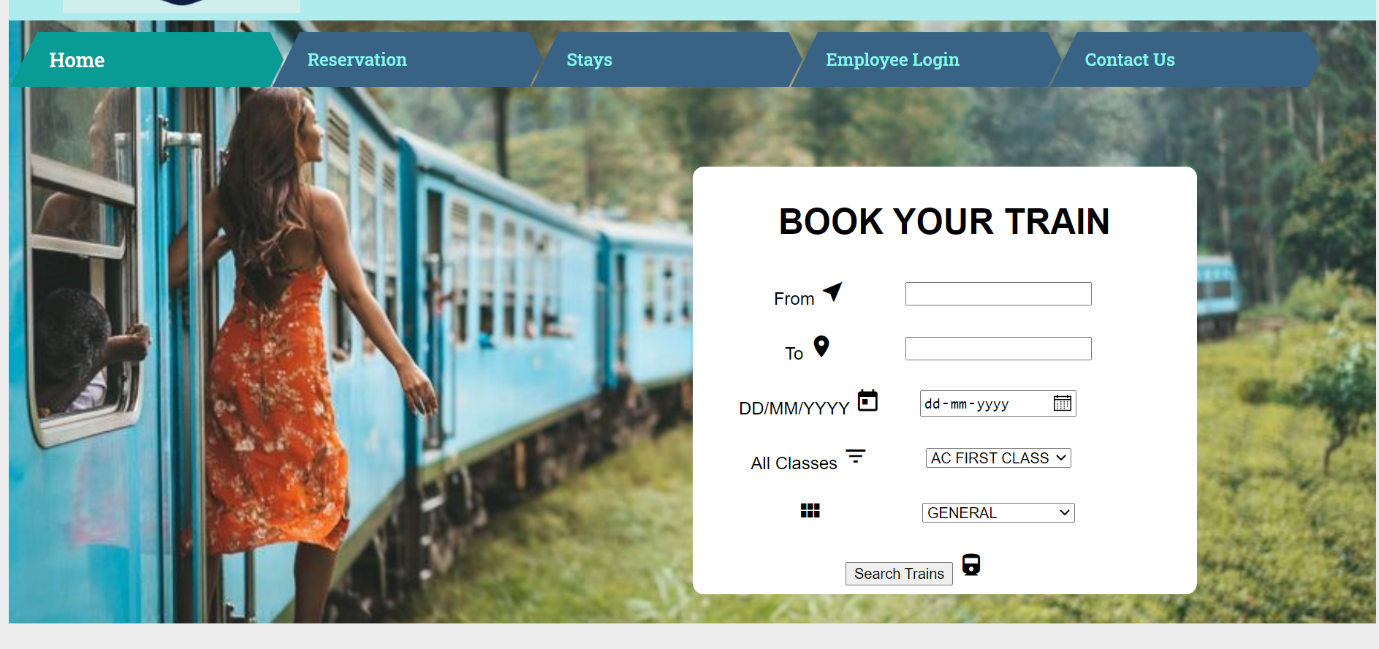 Home
Reservation
Stays
Employee Login
Contact Us
BOOK YOUR TRAIN
From
To
DD/MM/YYYY
dd-mm-yyyy
All Classes
AC FIRST CLASS
GENERAL
Search Trains